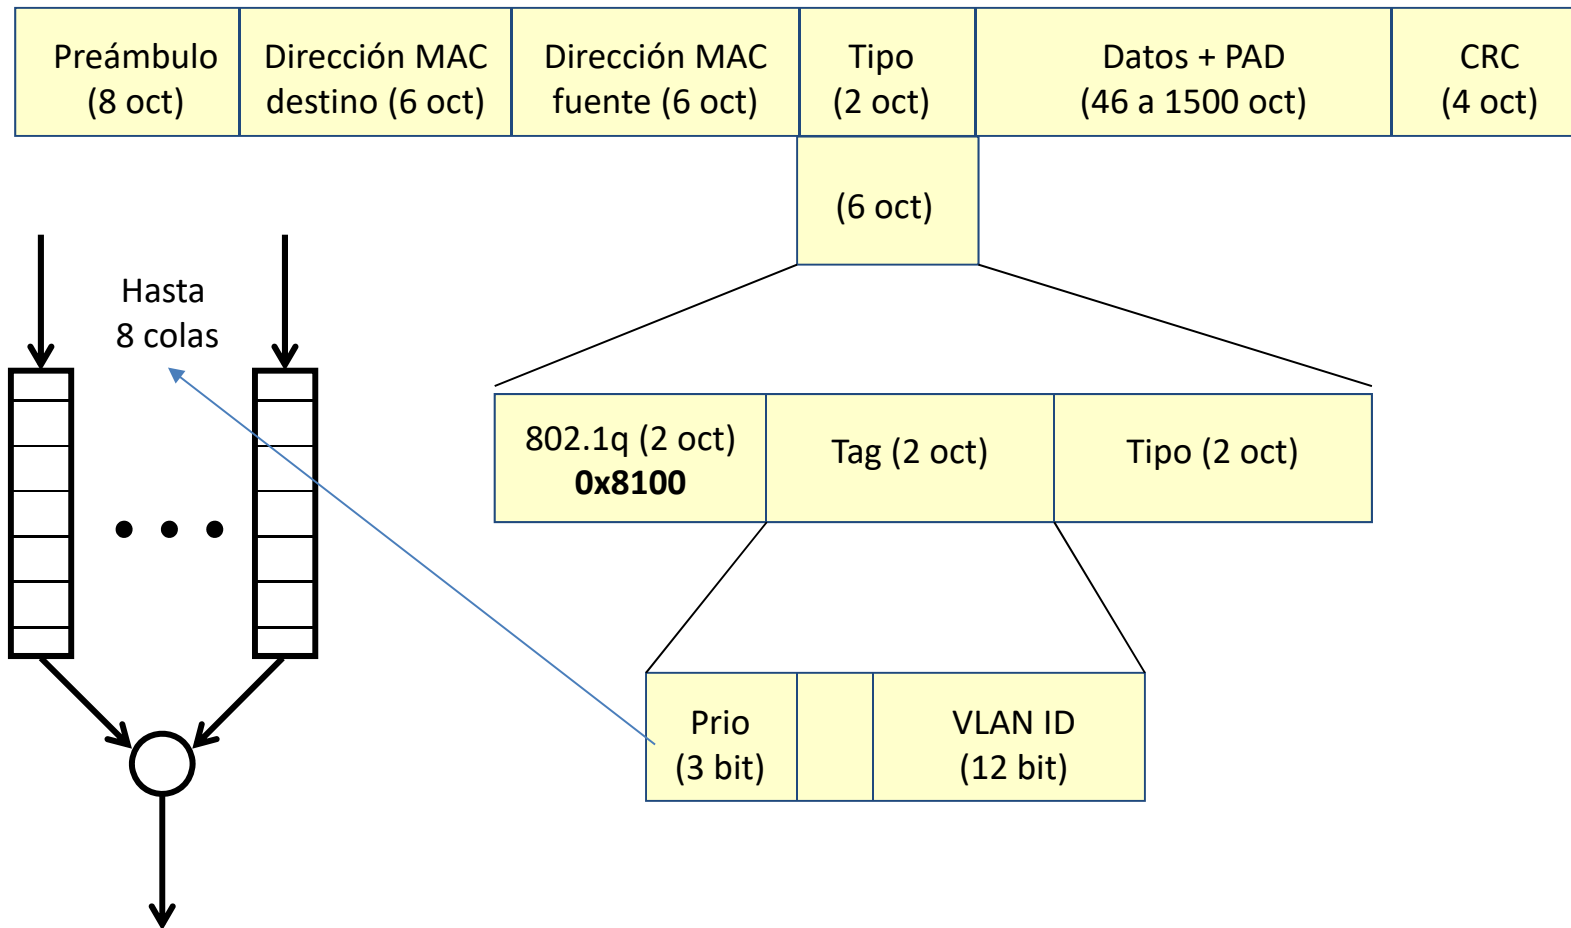 Preámbulo
(8 oct)
Dirección MAC
destino (6 oct)
Dirección MAC
fuente (6 oct)
Tipo
(2 oct)
Datos + PAD
(46 a 1500 oct)
CRC
(4 oct)
(6 oct)
Hasta
8 colas
802.1q (2 oct)
0x8100
Tag (2 oct)
Tipo (2 oct)
Prio
(3 bit)
VLAN ID
(12 bit)